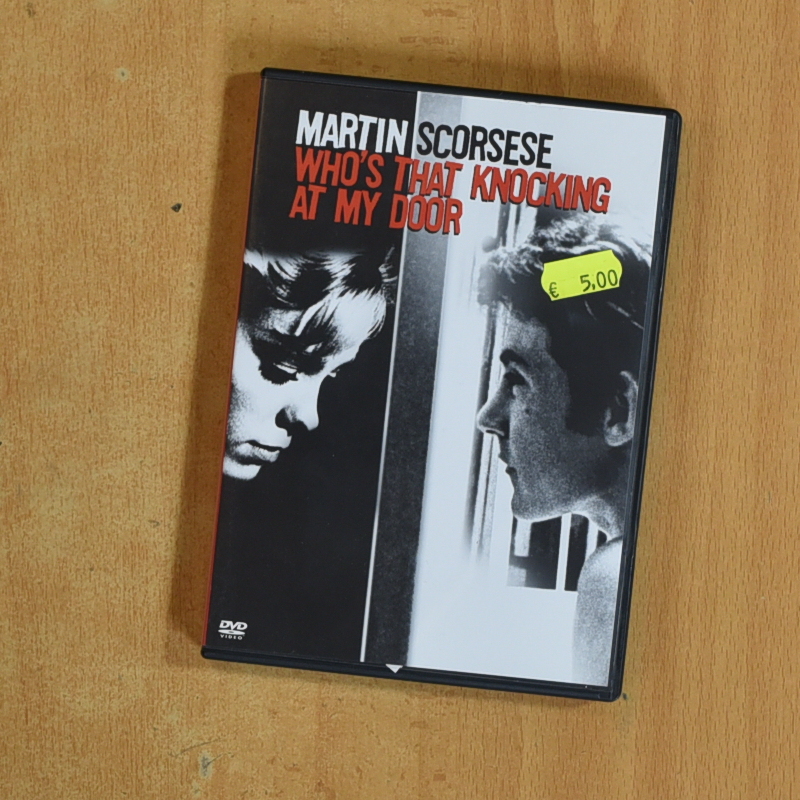 MARTIN SCORSESE
WHO'S THAT KNOCKING
AT MY DOOR
€ 5,00
DVD
VIDEO